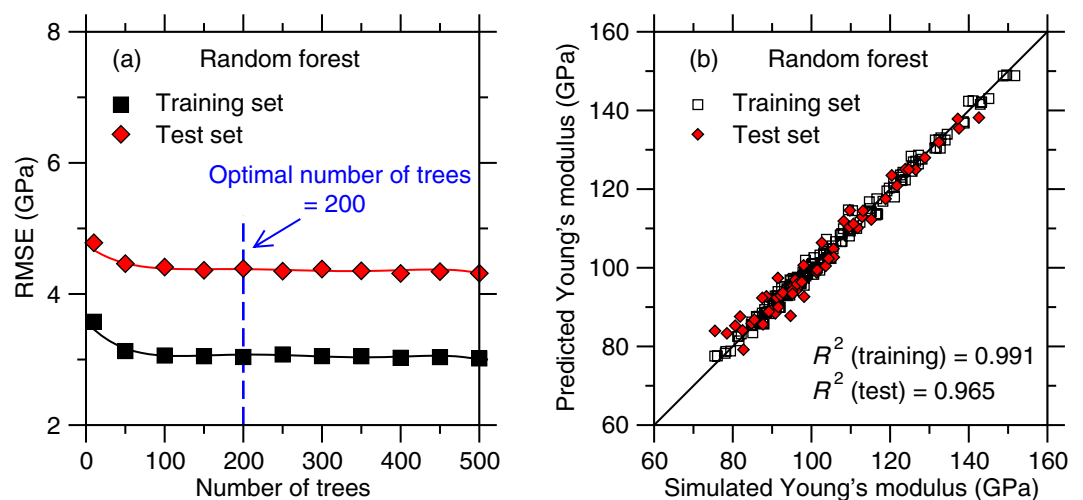 (a) Random forest
Training set
Test set
Optimal number of trees
= 200
RMSE (GPa)
8
6
4
2
0 100 200 300 400 500
Number of trees
(b) Random forest
Training set
Test set
R² (training) = 0.991
R² (test) = 0.965
Predicted Young's modulus (GPa)
160
140
120
100
80
60
60 80 100 120 140 160
Simulated Young's modulus (GPa)